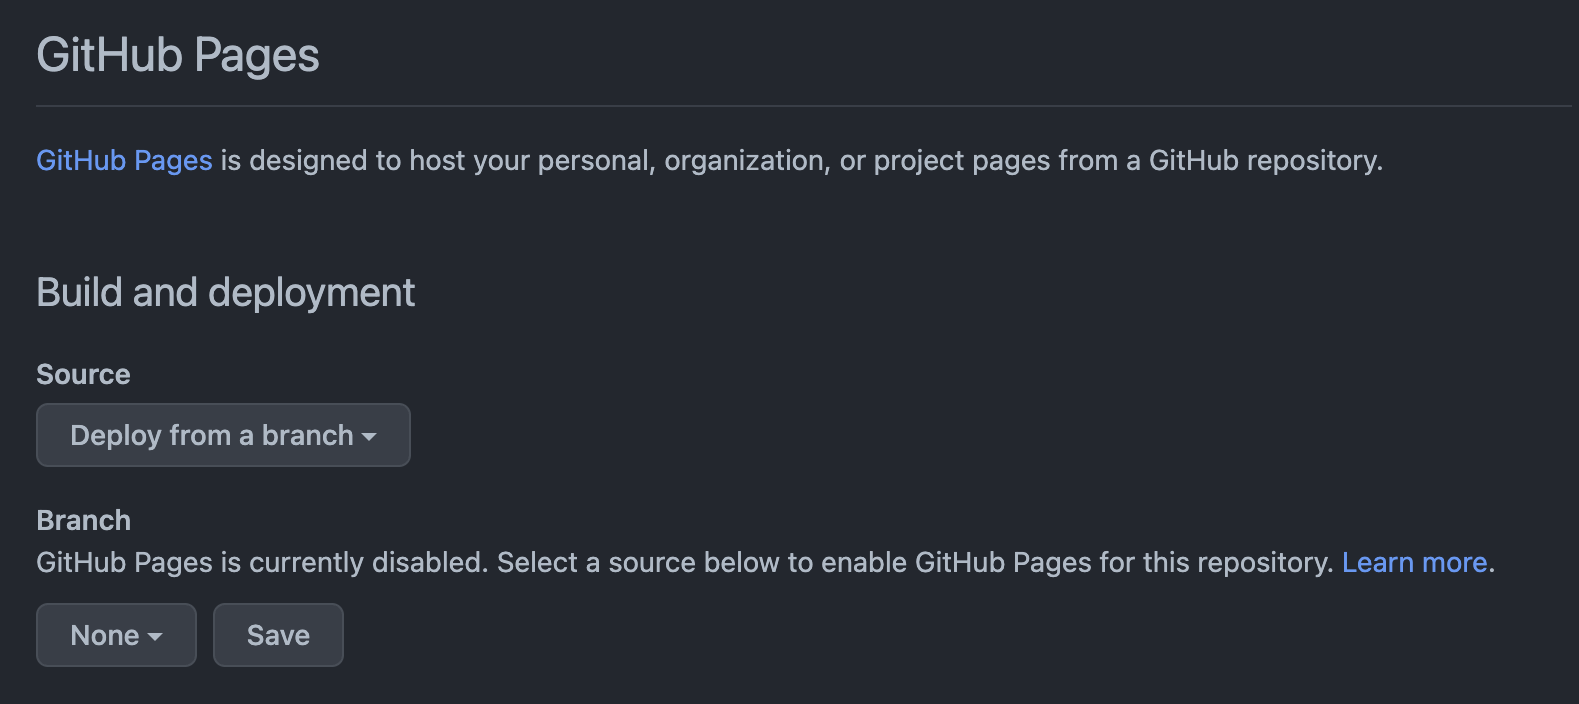 GitHub Pages
GitHub Pages is designed to host your personal, organization, or project pages from a GitHub repository.
Build and deployment
Source
Deploy from a branch
Branch
GitHub Pages is currently disabled. Select a source below to enable GitHub Pages for this repository. Learn more.
None
Save